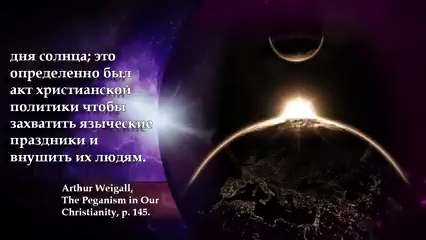 дня солнца; это
определенно был
акт христианской
политики чтобы
захватить языческие
праздники и
внушить их людям.
Arthur Weigall,
The Peganism in Our
Christianity, p. 145.